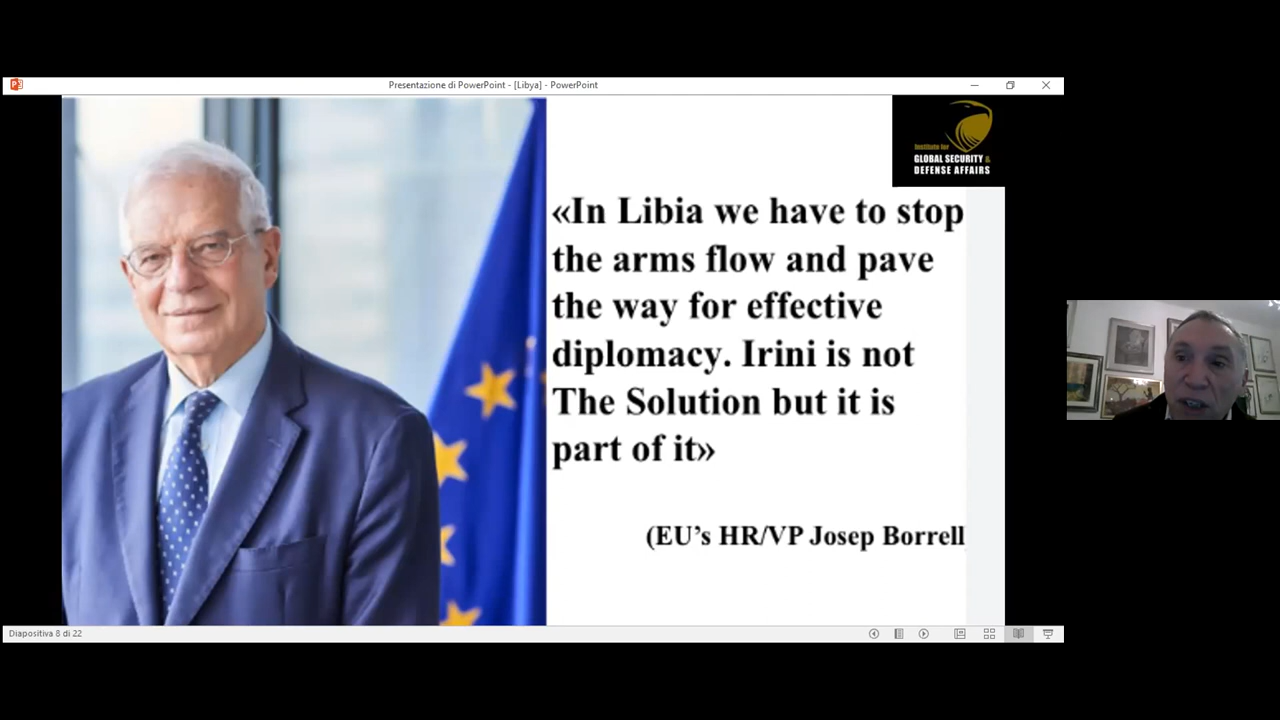 Presentazione di PowerPoint - [Libya] - PowerPoint
Institute for
GLOBAL SECURITY &
DEFENSE AFFAIRS
«In Libia we have to stop
the arms flow and pave
the way for effective
diplomacy. Irini is not
The Solution but it is
part of it»
(EU’s HR/VP Josep Borrell
Diapositiva 8 di 22